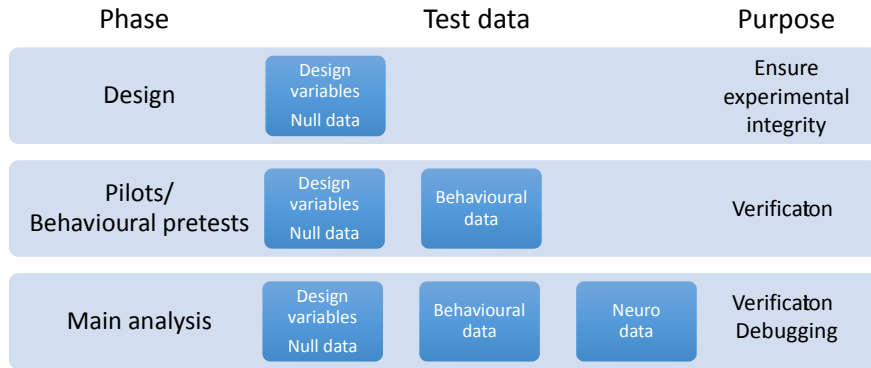 Phase
Test data
Purpose
Design
Design
variables
Null data
Ensure
experimental
integrity
Pilots/
Behavioural pretests
Design
variables
Null data
Behavioural
data
Verificaton
Main analysis
Design
variables
Null data
Behavioural
data
Neuro
data
Verificaton
Debugging